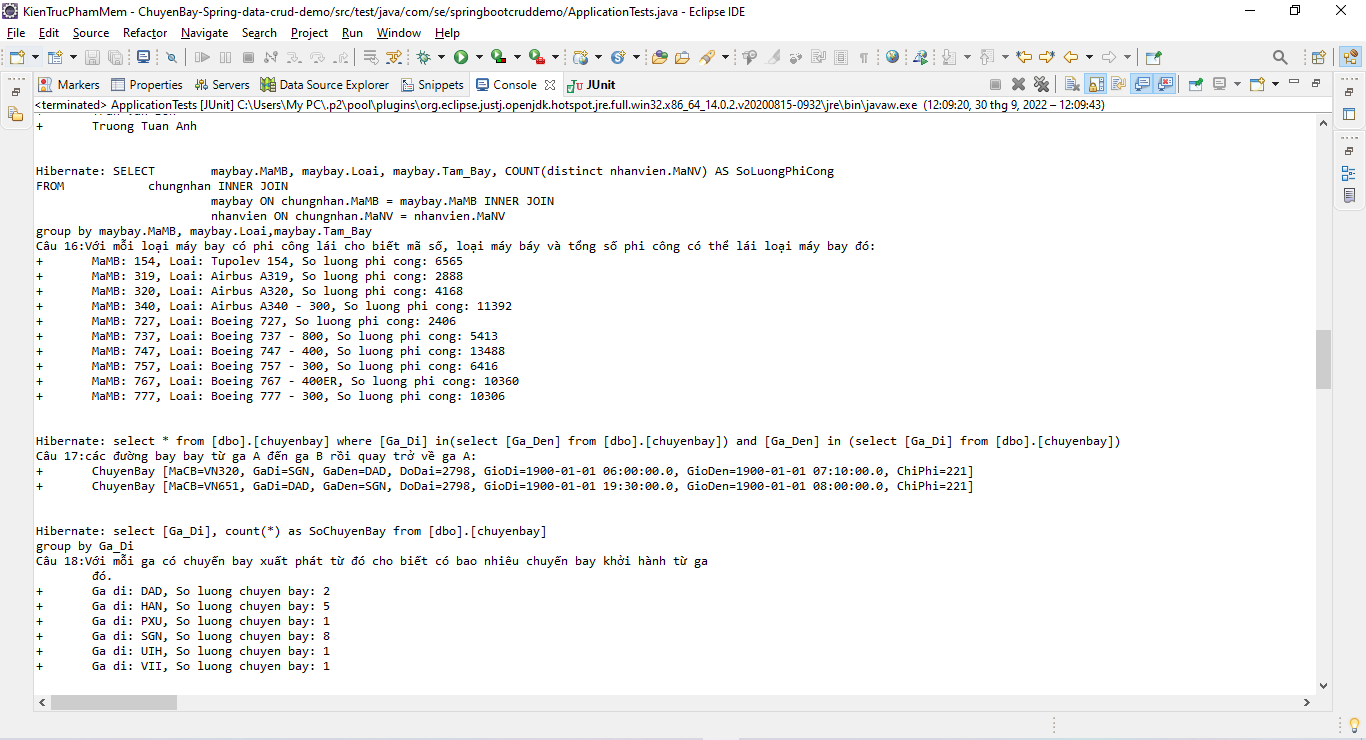 KienTrucPhamMem - ChuyenBay-Spring-data-crud-demo/src/test/java/com/se/springbootcruddemo/ApplicationTests.java - Eclipse IDE
File Edit Source Refactor Navigate Search Project Run Window Help
Markers Properties Servers Data Source Explorer Snippets Console JUnit
<terminated> ApplicationTests [JUnit] C:\Users\My PC\.p2\pool\plugins\org.eclipse.justj.openjdk.hotspot.jre.full.win32.x86_64_14.0.2.v20200815-0932\jre\bin\javaw.exe (12:09:20, 30 thg 9, 2022 – 12:09:43)
+ Truong Tuan Anh
Hibernate: SELECT maybay.MaMB, maybay.Loai, maybay.Tam_Bay, COUNT(distinct nhanvien.MaNV) AS SoLuongPhiCong
FROM chungnhan INNER JOIN
maybay ON chungnhan.MaMB = maybay.MaMB INNER JOIN
nhanvien ON chungnhan.MaNV = nhanvien.MaNV
group by maybay.MaMB, maybay.Loai,maybay.Tam_Bay
Câu 16:Với mỗi loại máy bay có phi công lái cho biết mã số, loại máy báy và tổng số phi công có thể lái loại máy bay đó:
+ MaMB: 154, Loai: Tupolev 154, So luong phi cong: 6565
+ MaMB: 319, Loai: Airbus A319, So luong phi cong: 2888
+ MaMB: 320, Loai: Airbus A320, So luong phi cong: 4168
+ MaMB: 340, Loai: Airbus A340 - 300, So luong phi cong: 11392
+ MaMB: 727, Loai: Boeing 727, So luong phi cong: 2406
+ MaMB: 737, Loai: Boeing 737 - 800, So luong phi cong: 5413
+ MaMB: 747, Loai: Boeing 747 - 400, So luong phi cong: 13488
+ MaMB: 757, Loai: Boeing 757 - 300, So luong phi cong: 6416
+ MaMB: 767, Loai: Boeing 767 - 400ER, So luong phi cong: 10360
+ MaMB: 777, Loai: Boeing 777 - 300, So luong phi cong: 10306
Hibernate: select * from [dbo].[chuyenbay] where [Ga_Di] in(select [Ga_Den] from [dbo].[chuyenbay]) and [Ga_Den] in (select [Ga_Di] from [dbo].[chuyenbay])
Câu 17:các đường bay bay từ ga A đến ga B rồi quay trở về ga A:
+ ChuyenBay [MaCB=VN320, GaDi=SGN, GaDen=DAD, DoDai=2798, GioDi=1900-01-01 06:00:00.0, GioDen=1900-01-01 07:10:00.0, ChiPhi=221]
+ ChuyenBay [MaCB=VN651, GaDi=DAD, GaDen=SGN, DoDai=2798, GioDi=1900-01-01 19:30:00.0, GioDen=1900-01-01 08:00:00.0, ChiPhi=221]
Hibernate: select [Ga_Di], count(*) as SoChuyenBay from [dbo].[chuyenbay]
group by Ga_Di
Câu 18:Với mỗi ga có chuyến bay xuất phát từ đó cho biết có bao nhiêu chuyến bay khởi hành từ ga
đó.
+ Ga di: DAD, So luong chuyen bay: 2
+ Ga di: HAN, So luong chuyen bay: 5
+ Ga di: PXU, So luong chuyen bay: 1
+ Ga di: SGN, So luong chuyen bay: 8
+ Ga di: UIH, So luong chuyen bay: 1
+ Ga di: VII, So luong chuyen bay: 1